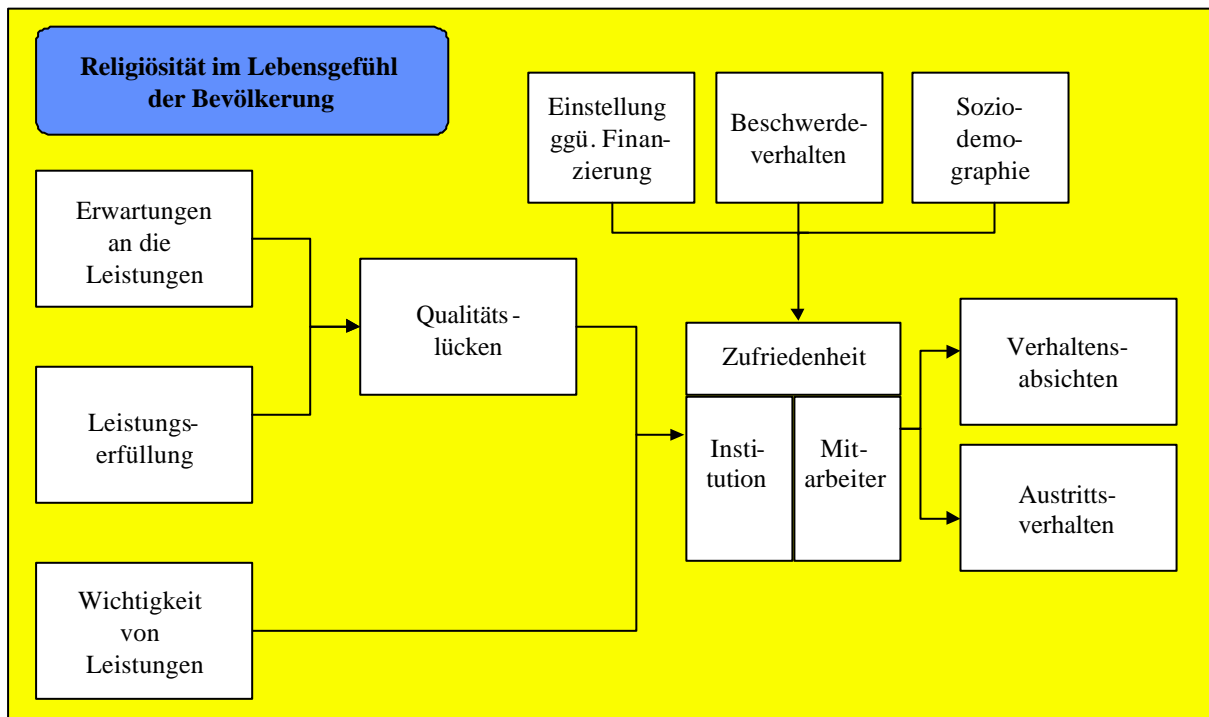 Religiösität im Lebensgefühl
der Bevölkerung
Einstellung
ggü. Finan-
zierung
Beschwerde-
verhalten
Sozio-
demo-
graphie
Erwartungen
an die
Leistungen
Qualitäts-
lücken
Leistungs-
erfüllung
Wichtigkeit
von
Leistungen
Zufriedenheit
Insti-
tution
Mit-
arbeiter
Verhaltens-
absichten
Austritts-
verhalten